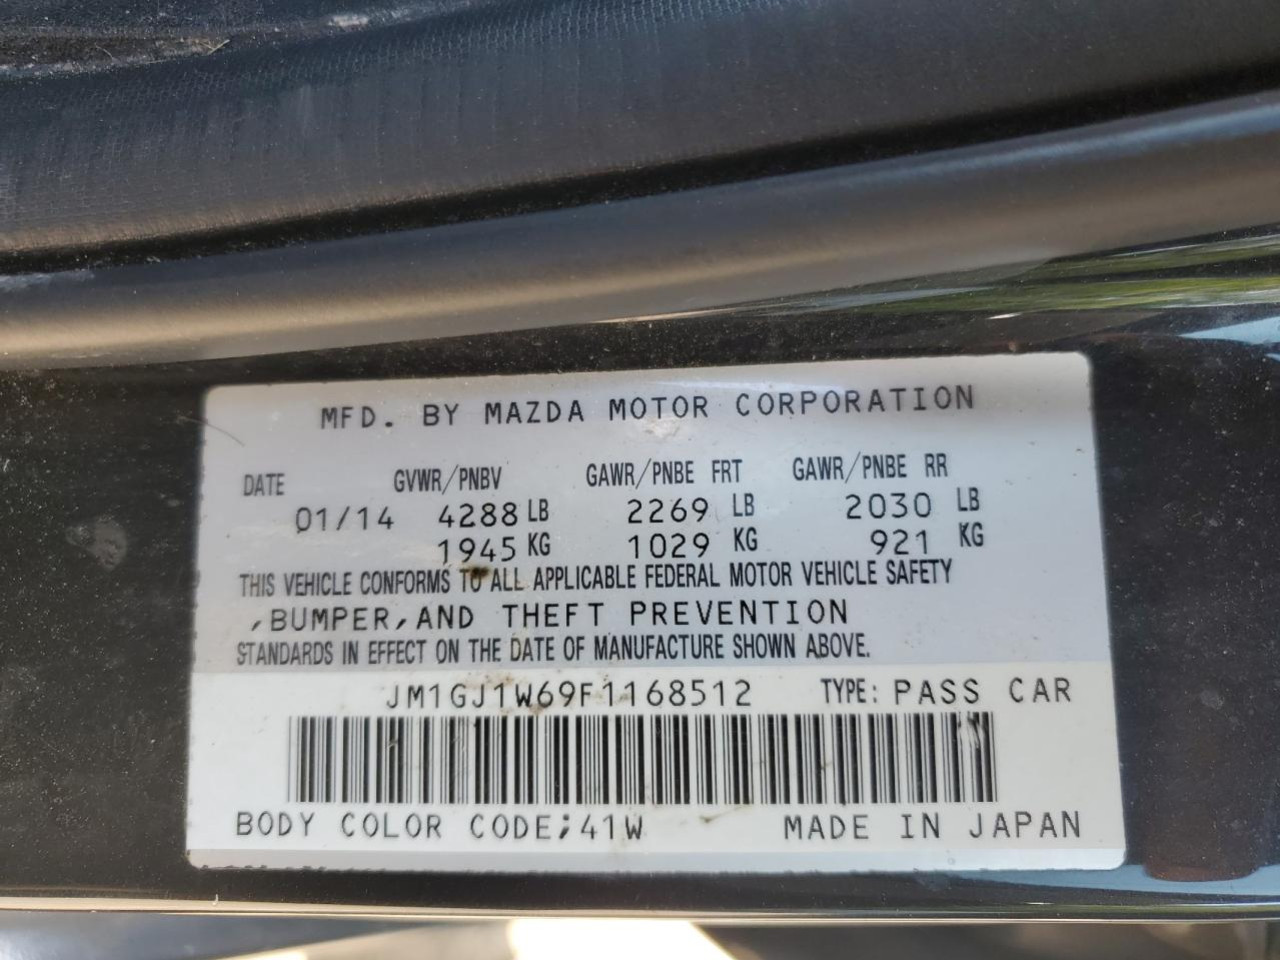 MFD. BY MAZDA MOTOR CORPORATION
DATE GVWR/PNBV GAWR/PNBE FRT GAWR/PNBE RR
01/14 4288 LB 2269 LB 2030 LB
1945 KG 1029 KG 921 KG
THIS VEHICLE CONFORMS TO ALL APPLICABLE FEDERAL MOTOR VEHICLE SAFETY
,BUMPER,AND THEFT PREVENTION
STANDARDS IN EFFECT ON THE DATE OF MANUFACTURE SHOWN ABOVE.
JM1GJ1W69F1168512 TYPE: PASS CAR
BODY COLOR CODE;41W MADE IN JAPAN